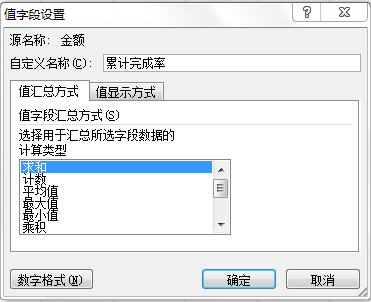 值字段设置
源名称: 金额
自定义名称(C): 累计完成率
值汇总方式 值显示方式
值字段汇总方式(S)
选择用于汇总所选字段数据的
计算类型
求和
计数
平均值
最大值
最小值
乘积
数字格式(N) 确定 取消